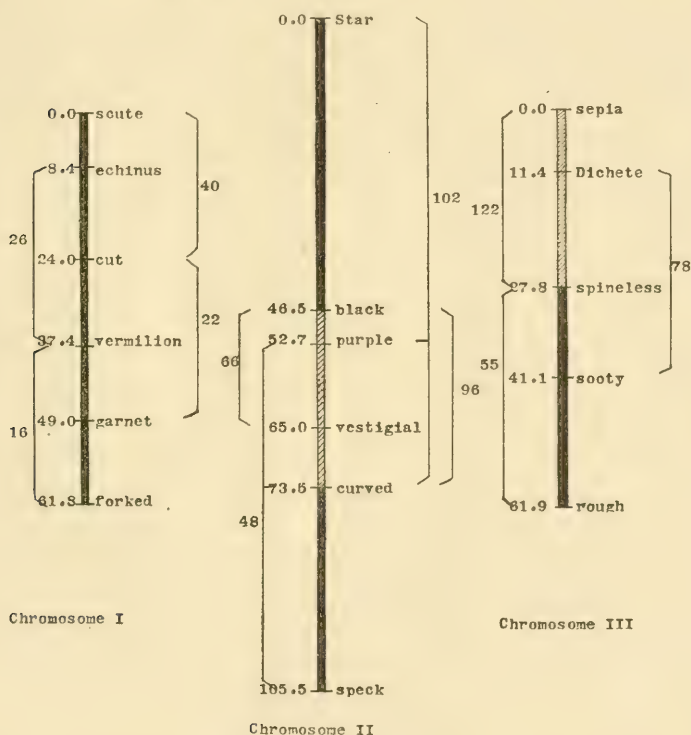 0.0 Star
0.0 scute
8.4 echinus
40
26
24.0 cut
22
37.4 vermilion
49.0 garnet
16
61.8 forked
Chromosome I
102
46.5 black
52.7 purple
66
96
65.0 vestigial
73.5 curved
48
105.5 speck
Chromosome II
0.0 sepia
11.4 Dichete
122
78
27.8 spineless
55
41.1 sooty
61.9 rough
Chromosome III